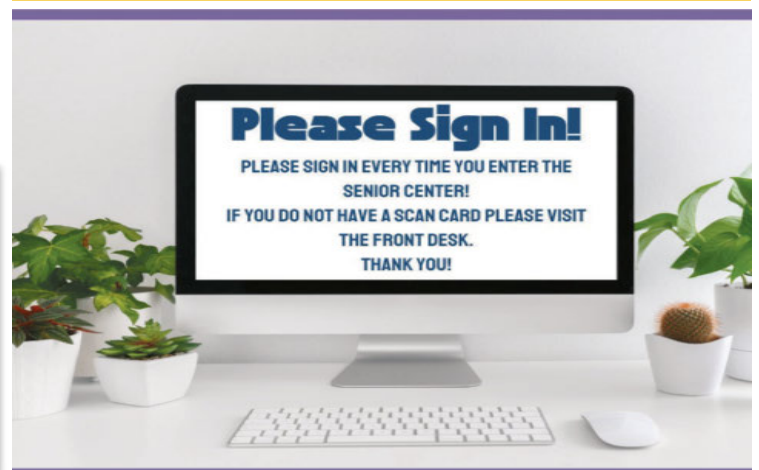 Please Sign In!
PLEASE SIGN IN EVERY TIME YOU ENTER THE
SENIOR CENTER!
IF YOU DO NOT HAVE A SCAN CARD PLEASE VISIT
THE FRONT DESK.
THANK YOU!